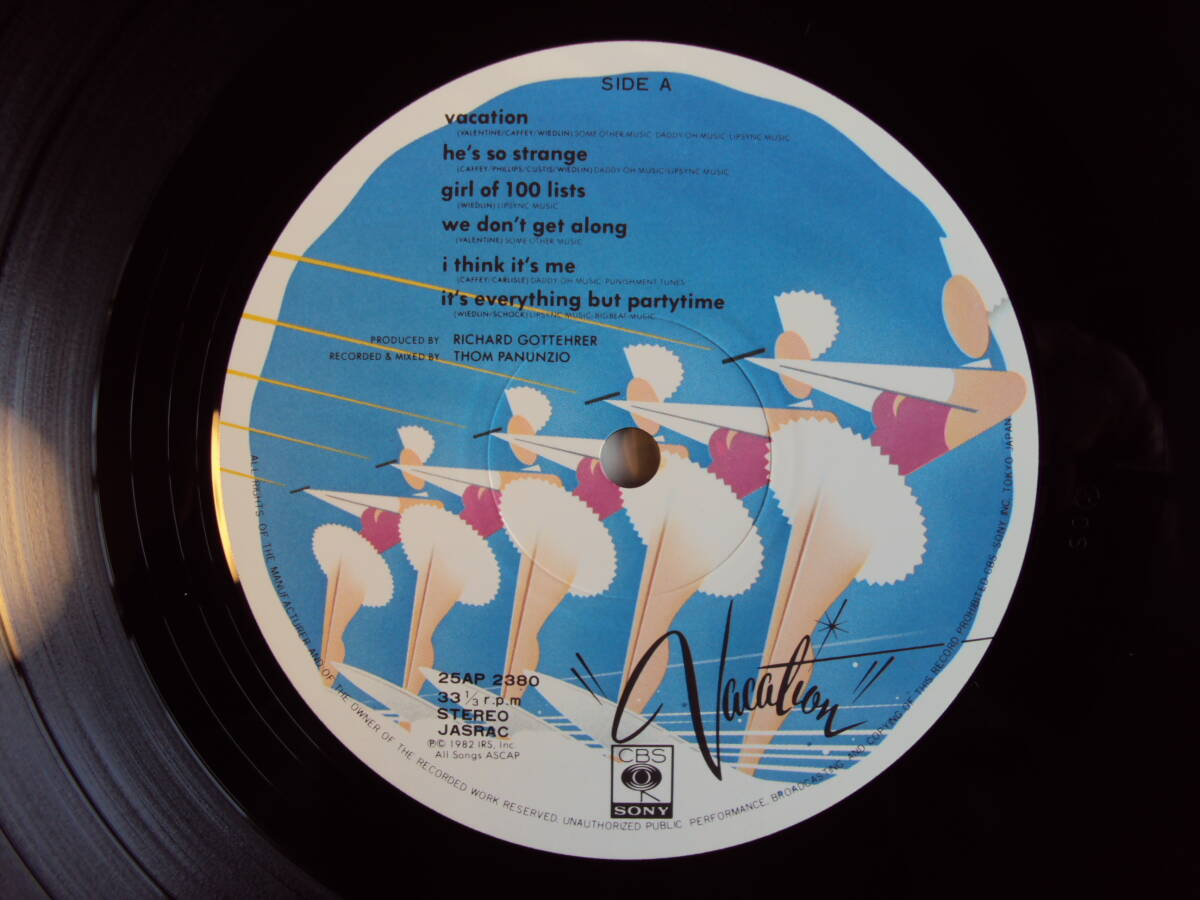 SIDE A
vacation
(VALENTINE/CAFFEY/WIEDLIN) SOME OTHER MUSIC·DADDY OH MUSIC·LIPSYNC MUSIC
he's so strange
(CAFFEY/PHILLIPS/CUSTIS/WIEDLIN) DADDY OH MUSIC/LIPSYNC MUSIC
girl of 100 lists
(WIEDLIN) LIPSYNC MUSIC
we don't get along
(VALENTINE) SOME OTHER MUSIC
i think it's me
(CAFFEY/CARLISLE) DADDY OH MUSIC·PUNISHMENT TUNES
it's everything but partytime
(WIEDLIN/SCHOCK) LIPSYNC MUSIC·BIG BEAT MUSIC
PRODUCED BY RICHARD GOTTEHRER
RECORDED & MIXED BY THOM PANUNZIO
25AP 2380
33 1/3 r.p.m
STEREO
JASRAC
℗© 1982 IRS, Inc.
All Songs ASCAP
"Vacation"
CBS
SONY
ALL RIGHTS OF THE MANUFACTURER AND OF THE OWNER OF THE RECORDED WORK RESERVED. UNAUTHORIZED PUBLIC PERFORMANCE, BROADCASTING AND COPYING OF THIS RECORD PROHIBITED CBS/SONY INC. TOKYO JAPAN